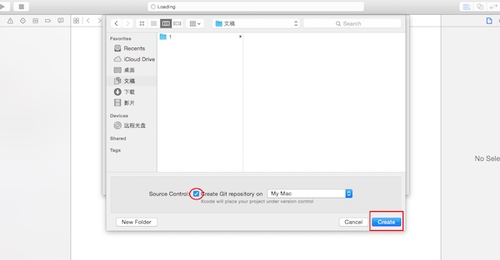 Loading
文稿
Search
Favorites
Recents
iCloud Drive
桌面
文稿
下载
影片
Devices
远程光盘
Shared
Tags
1
No Sele
Source Control:
Create Git repository on
My Mac
Xcode will place your project under version control
New Folder
Cancel
Create